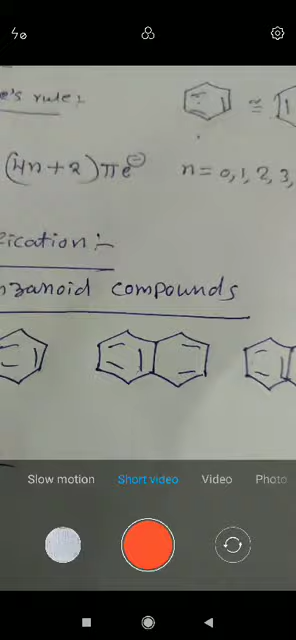 e's rule:
≅
(4n+2)πe⊖ n=0,1,2,3,
ication:-
nzanoid compounds
Slow motion Short video Video Photo